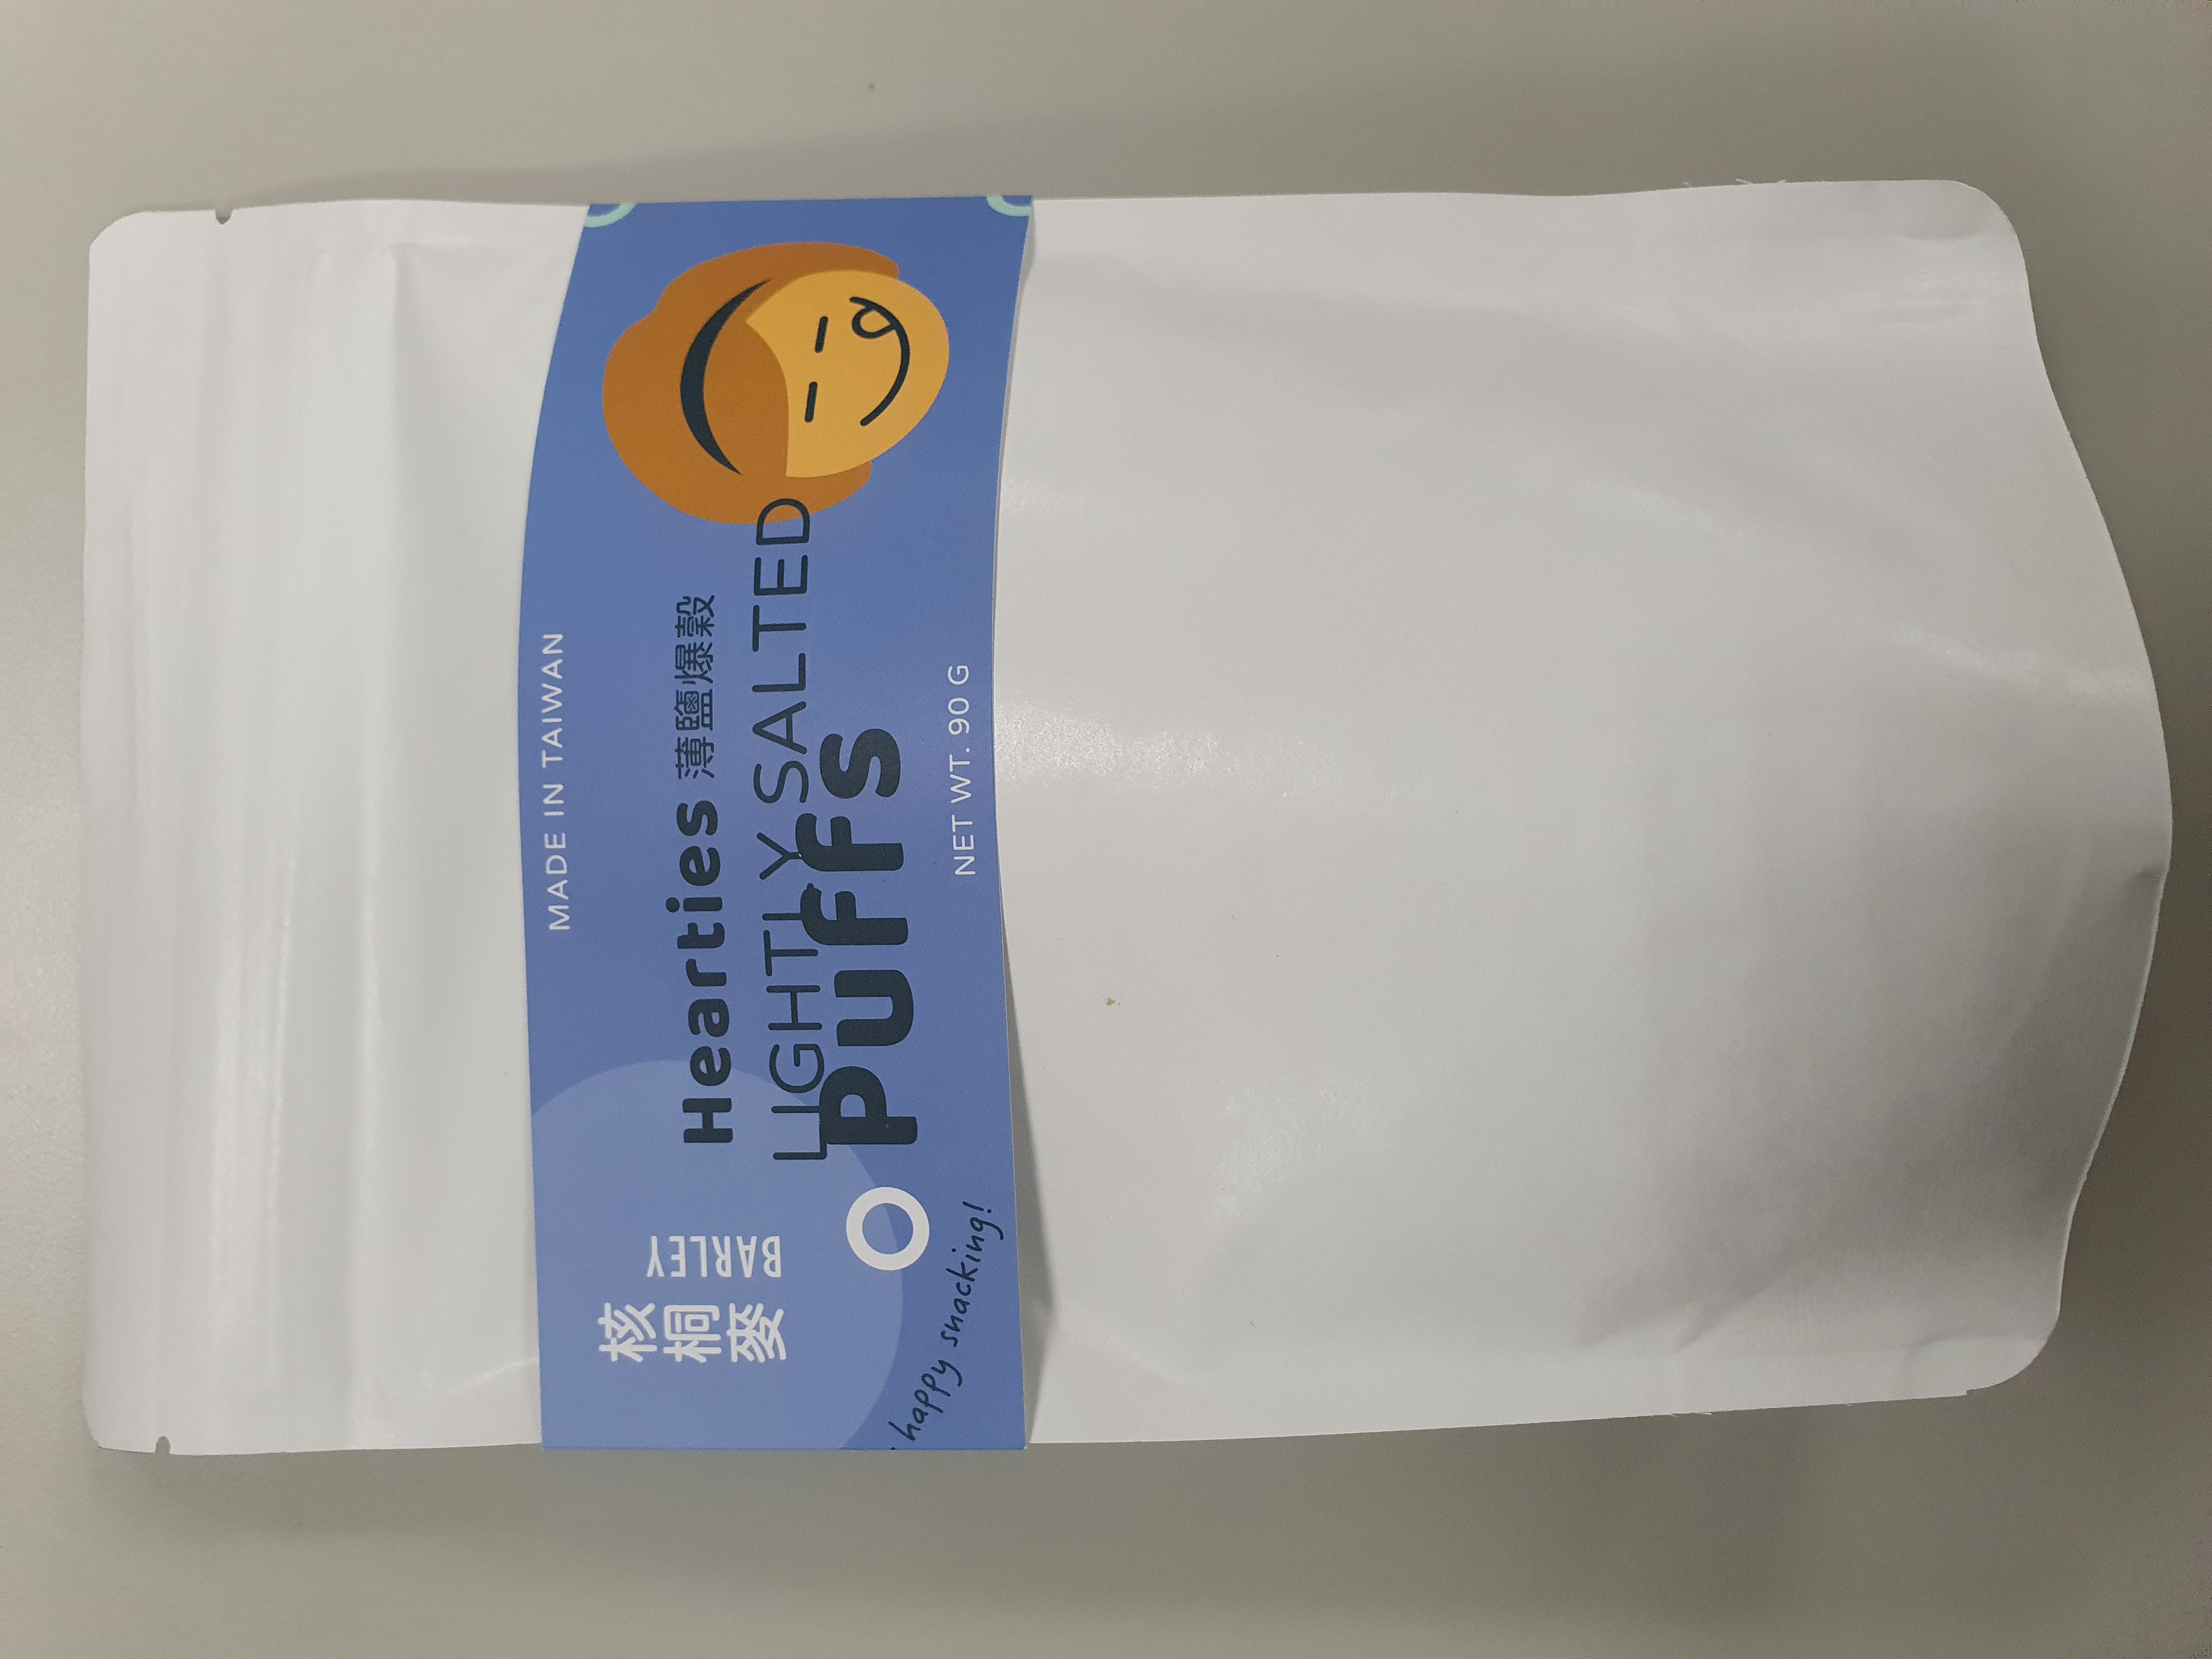 MADE IN TAIWAN
核桐麥
BARLEY
Hearties 薄鹽爆穀
LIGHTLY SALTED
Puffs
NET WT. 90 G
happy snacking!